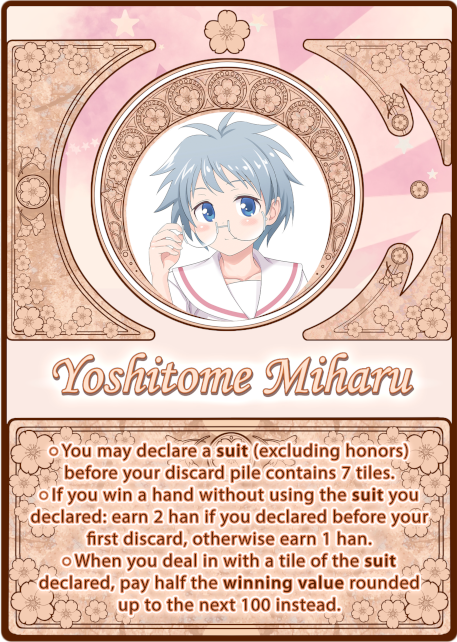 Yoshitome Miharu
○You may declare a suit (excluding honors)
before your discard pile contains 7 tiles.
○If you win a hand without using the suit you
declared: earn 2 han if you declared before your
first discard, otherwise earn 1 han.
○When you deal in with a tile of the suit
declared, pay half the winning value rounded
up to the next 100 instead.